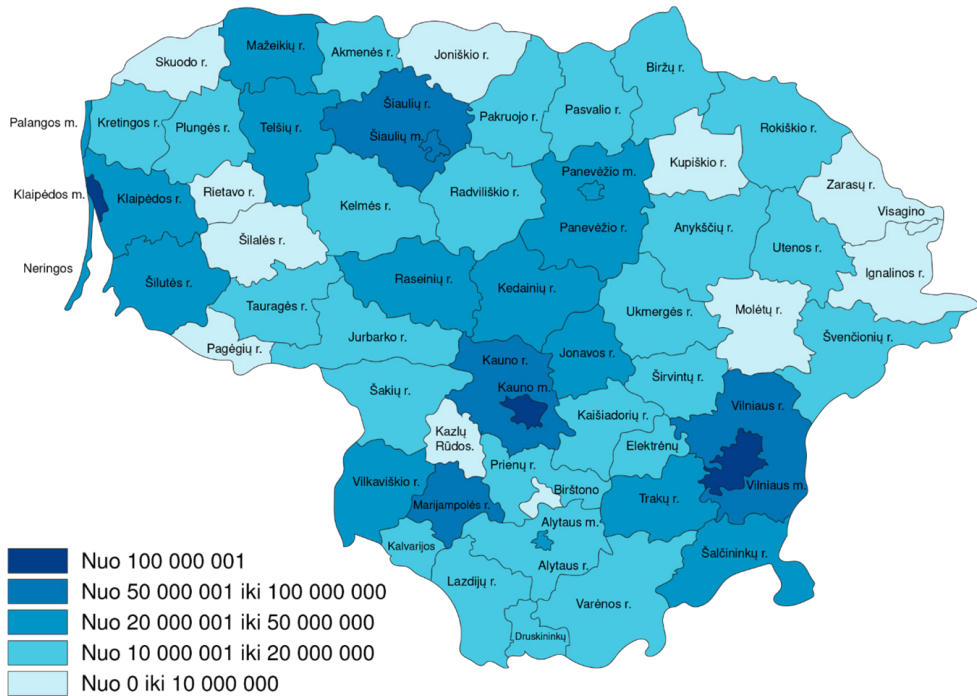 Mažeikių r.
Skuodo r.
Akmenės r.
Joniškio r.
Biržų r.
Šiaulių r.
Palangos m.
Kretingos r.
Plungės r.
Telšių r.
Šiaulių m.
Pakruojo r.
Pasvalio r.
Rokiškio r.
Panevėžio m.
Kupiškio r.
Klaipėdos m.
Klaipėdos r.
Rietavo r.
Kelmės r.
Radviliškio r.
Zarasų r.
Visagino
Šilalės r.
Panevėžio r.
Anykščių r.
Utenos r.
Neringos
Šilutės r.
Raseinių r.
Kedainių r.
Ignalinos r.
Tauragės r.
Ukmergės r.
Molėtų r.
Pagėgių r.
Jurbarko r.
Kauno r.
Jonavos r.
Švenčionių r.
Šakių r.
Kauno m.
Širvintų r.
Kaišiadorių r.
Vilniaus r.
Kazlų
Rūdos.
Elektrėnų
Prienų r.
Vilkaviškio r.
Birštono
Vilniaus m.
Marijampolės r.
Trakų r.
Alytaus m.
Kalvarijos
Alytaus r.
Šalčininkų r.
Lazdijų r.
Varėnos r.
Druskininkų
Nuo 100 000 001
Nuo 50 000 001 iki 100 000 000
Nuo 20 000 001 iki 50 000 000
Nuo 10 000 001 iki 20 000 000
Nuo 0 iki 10 000 000